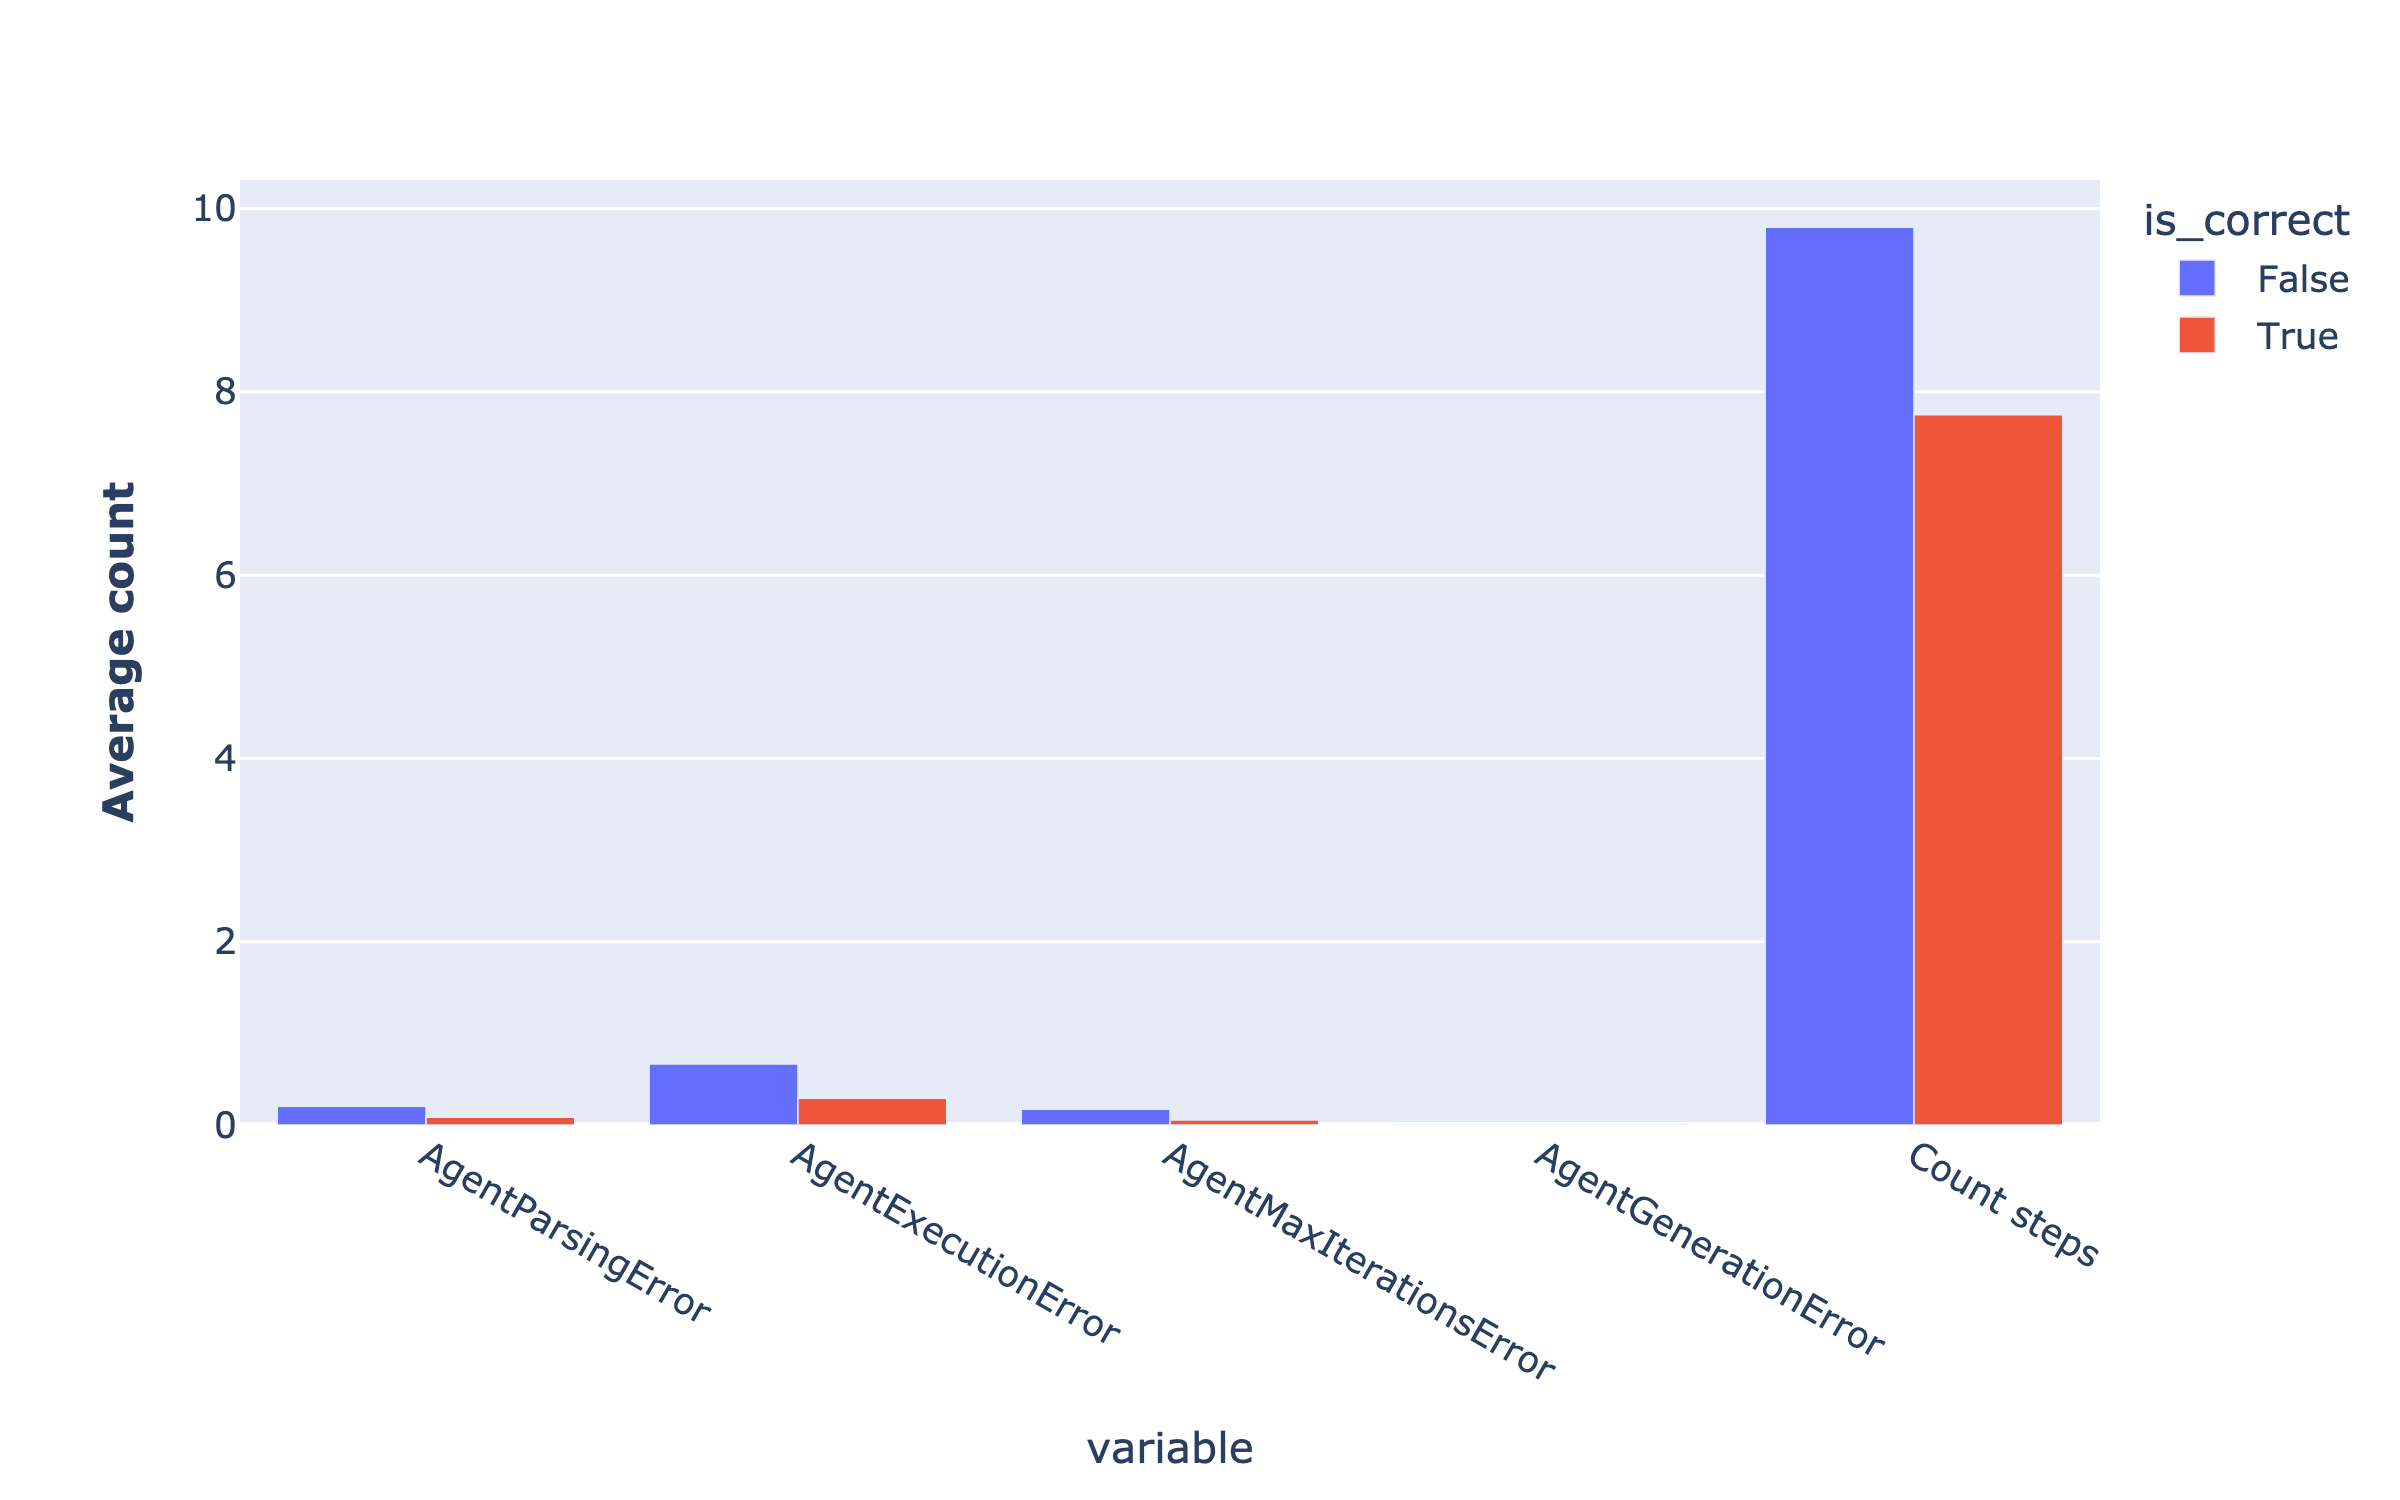 10
8
6
4
2
0
Average count
AgentParsingError
AgentExecutionError
AgentMaxIterationsError
AgentGenerationError
Count steps
variable
is_correct
False
True